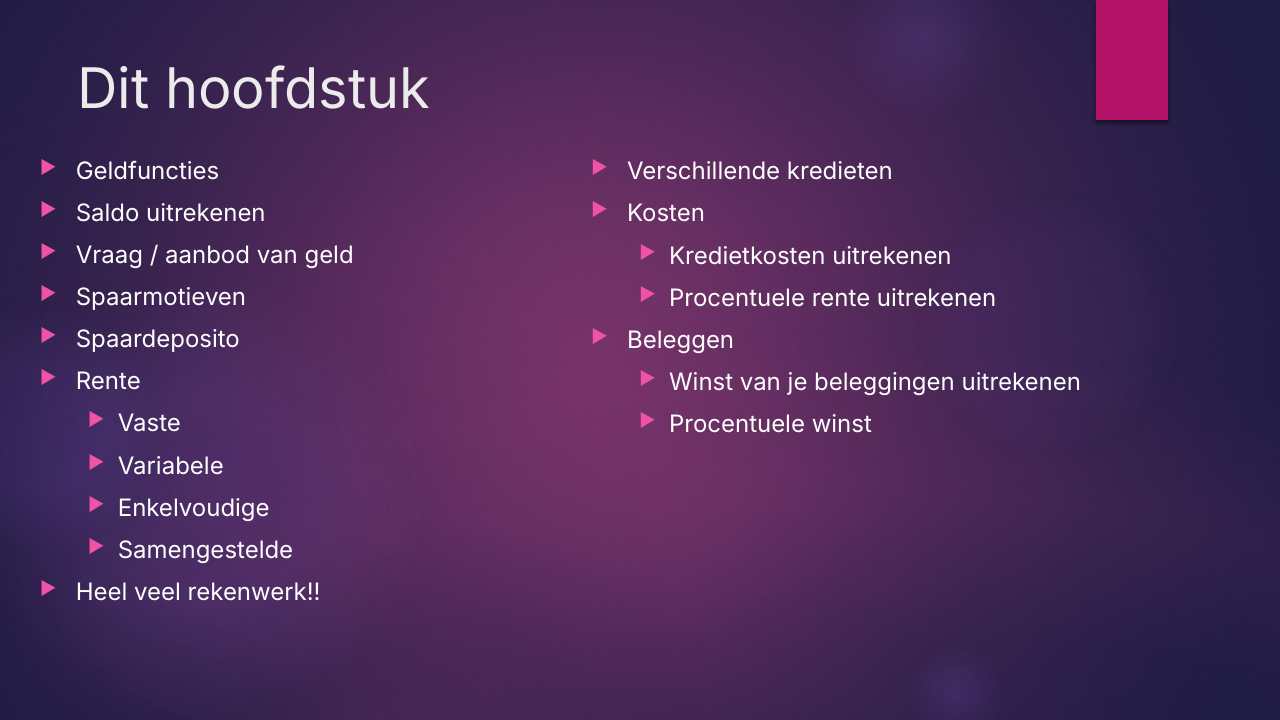 Dit hoofdstuk
Geldfuncties
Saldo uitrekenen
Vraag / aanbod van geld
Spaarmotieven
Spaardeposito
Rente
Vaste
Variabele
Enkelvoudige
Samengestelde
Heel veel rekenwerk!!
Verschillende kredieten
Kosten
Kredietkosten uitrekenen
Procentuele rente uitrekenen
Beleggen
Winst van je beleggingen uitrekenen
Procentuele winst